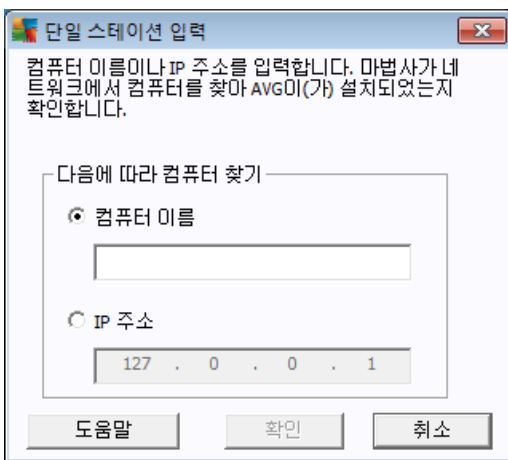 단일 스테이션 입력
컴퓨터 이름이나 IP 주소를 입력합니다. 마법사가 네
트워크에서 컴퓨터를 찾아 AVG이(가) 설치되었는지
확인합니다.
다음에 따라 컴퓨터 찾기
컴퓨터 이름
IP 주소
127 . 0 . 0 . 1
도움말 확인 취소